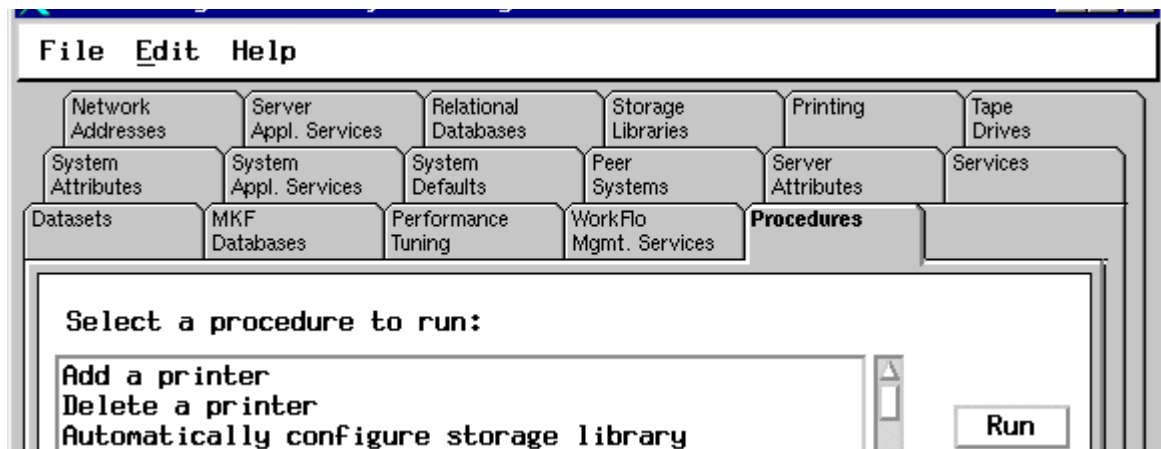 File Edit Help
Network Addresses
Server Appl. Services
Relational Databases
Storage Libraries
Printing
Tape Drives
System Attributes
System Appl. Services
System Defaults
Peer Systems
Server Attributes
Services
Datasets
MKF Databases
Performance Tuning
WorkFlo Mgmt. Services
Procedures
Select a procedure to run:
Add a printer
Delete a printer
Automatically configure storage library
Run